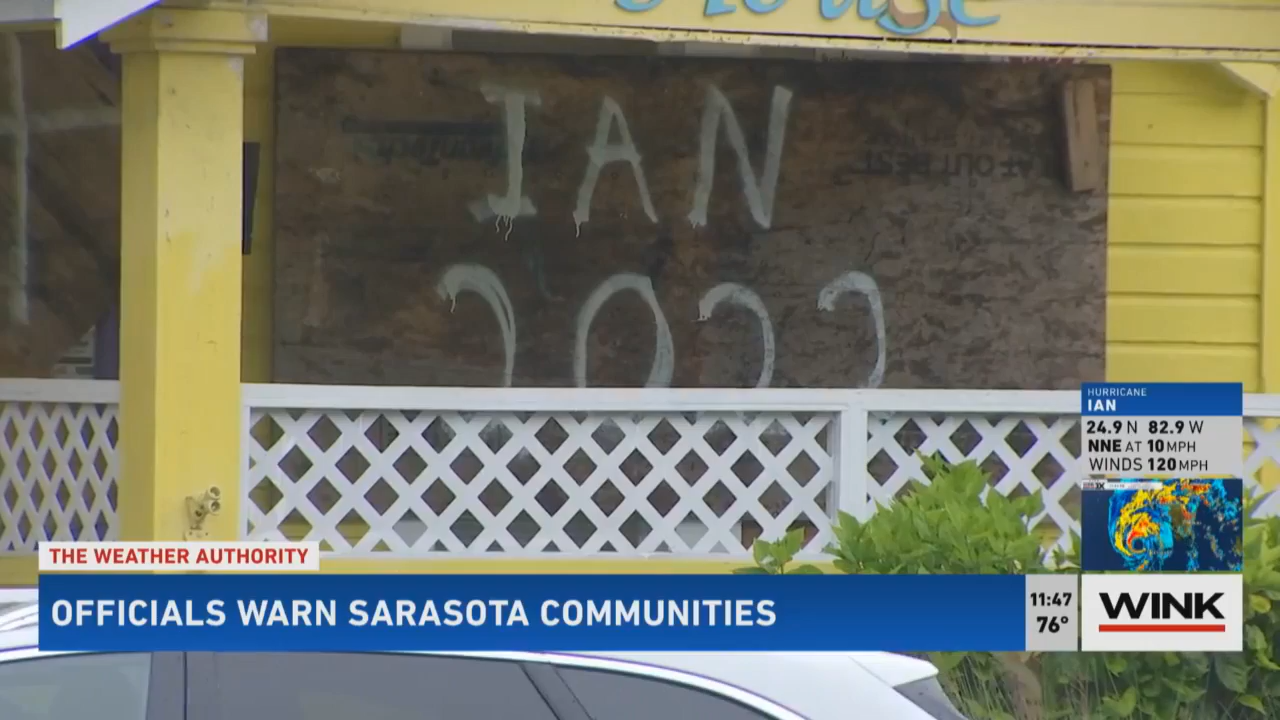 House
IAN
2022
HURRICANE
IAN
24.9 N 82.9 W
NNE AT 10 MPH
WINDS 120 MPH
THE WEATHER AUTHORITY
OFFICIALS WARN SARASOTA COMMUNITIES
11:47
76°
WINK